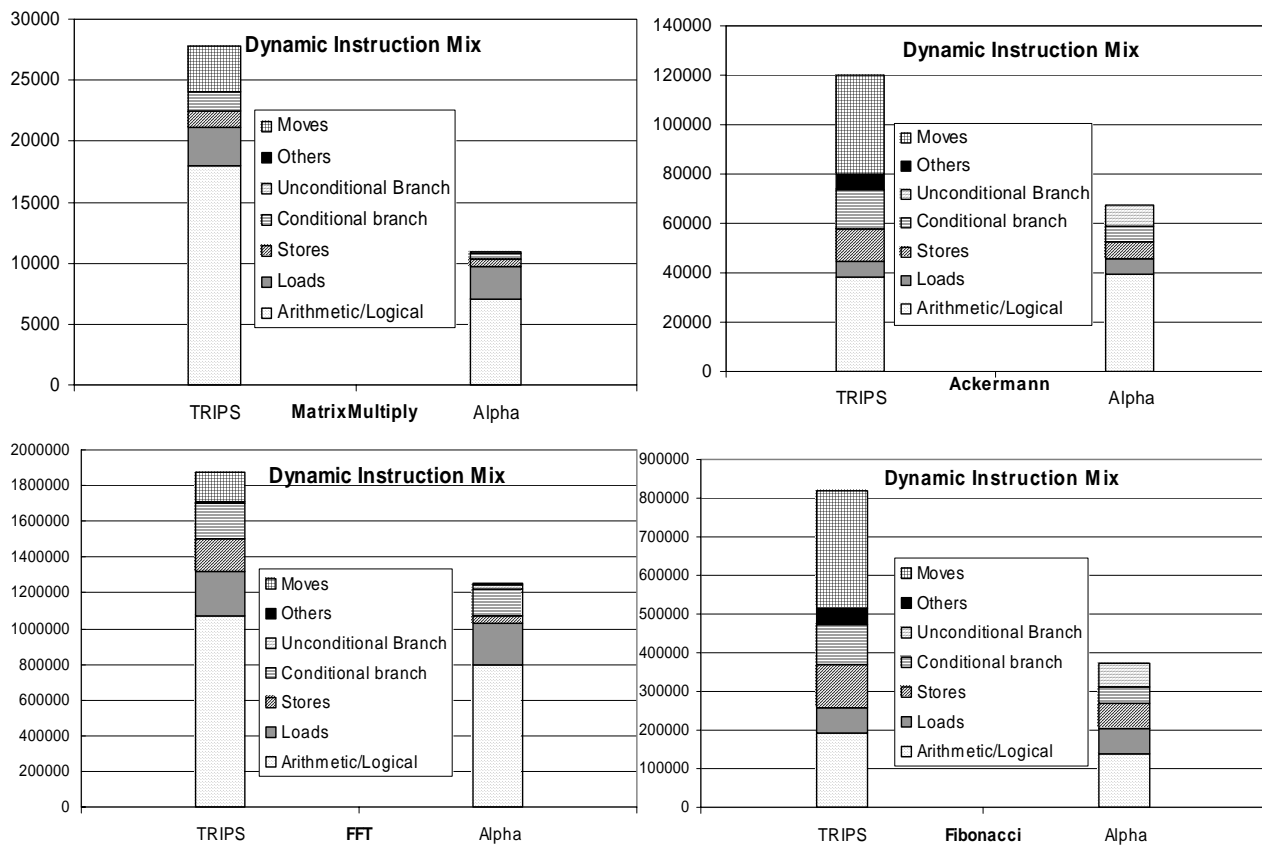 30000
25000
20000
15000
10000
5000
0
Dynamic Instruction Mix
Moves
Others
Unconditional Branch
Conditional branch
Stores
Loads
Arithmetic/Logical
TRIPS
MatrixMultiply
Alpha
140000
120000
100000
80000
60000
40000
20000
0
Dynamic Instruction Mix
Moves
Others
Unconditional Branch
Conditional branch
Stores
Loads
Arithmetic/Logical
TRIPS
Ackermann
Alpha
2000000
1800000
1600000
1400000
1200000
1000000
800000
600000
400000
200000
0
Dynamic Instruction Mix
Moves
Others
Unconditional Branch
Conditional branch
Stores
Loads
Arithmetic/Logical
TRIPS
FFT
Alpha
900000
800000
700000
600000
500000
400000
300000
200000
100000
0
Dynamic Instruction Mix
Moves
Others
Unconditional Branch
Conditional branch
Stores
Loads
Arithmetic/Logical
TRIPS
Fibonacci
Alpha